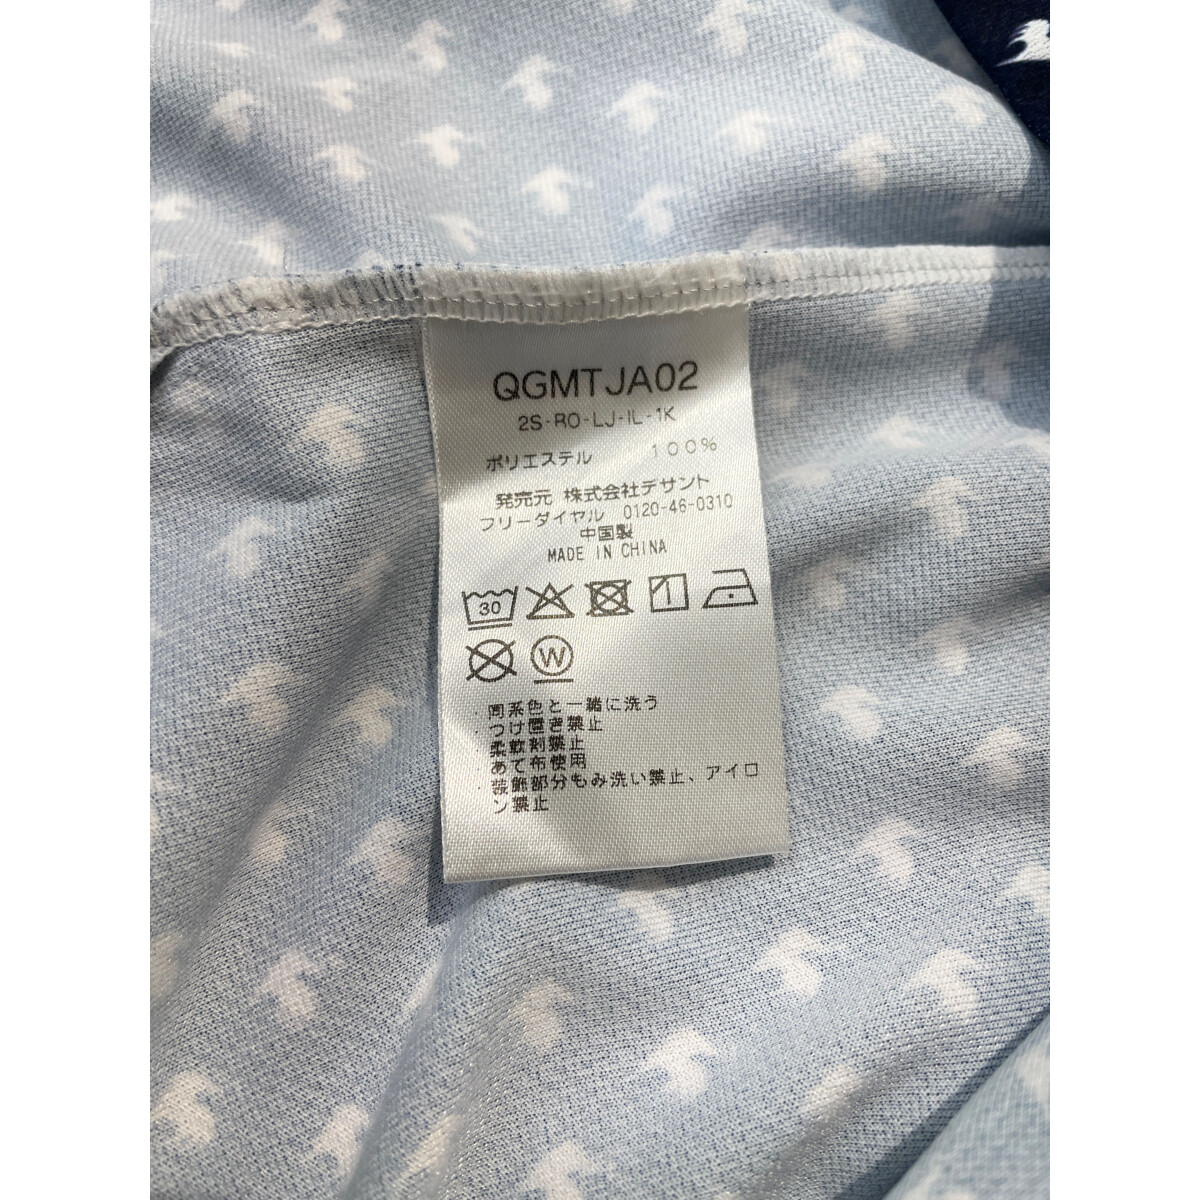 QGMTJA02
2S-RO-LJ-IL-1K
ポリエステル 100%
発売元 株式会社デサント
フリーダイヤル 0120-46-0310
中国製
MADE IN CHINA
30
W
・同系色と一緒に洗う
つけ置き禁止
柔軟剤禁止
あて布使用
・装飾部分もみ洗い禁止、アイロ
ン禁止